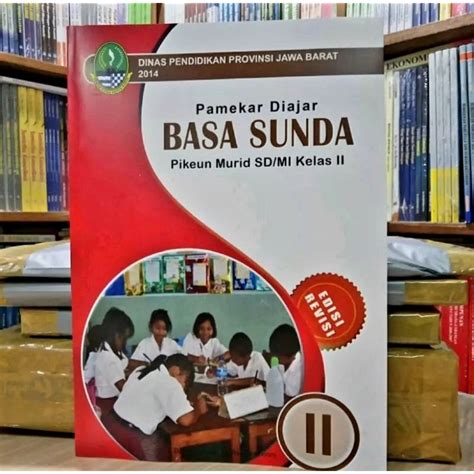 DINAS PENDIDIKAN PROVINSI JAWA BARAT
2014
Pamekar Diajar
BASA SUNDA
Pikeun Murid SD/MI Kelas II
EDISI
REVISI
II
EKONOMI